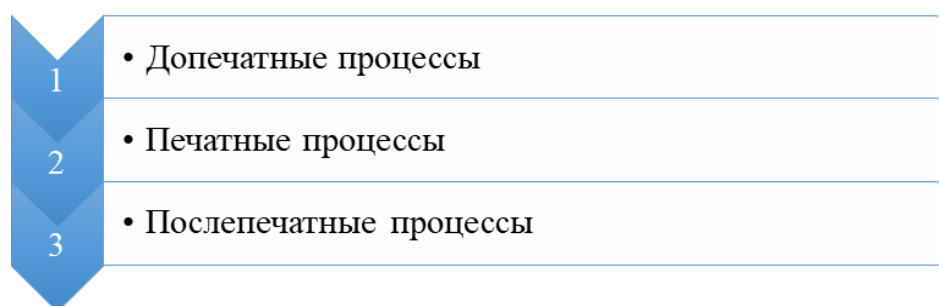 1
• Допечатные процессы
2
• Печатные процессы
3
• Послепечатные процессы